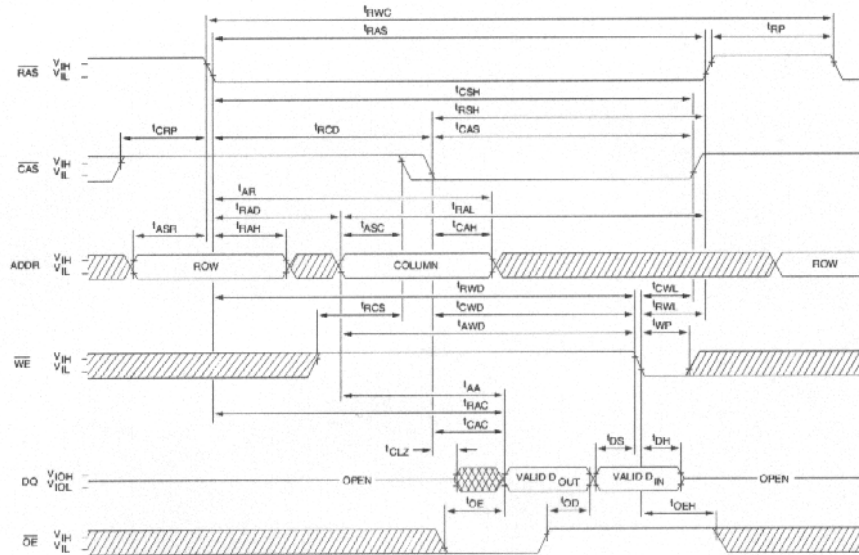 tRWC
tRAS tRP
RAS VIH
VIL
tCSH
tRSH
tCRP tRCD tCAS
CAS VIH
VIL
tAR
tRAD tRAL
tASR tRAH tASC tCAH
ADDR VIH
VIL
ROW COLUMN ROW
tRWD tCWL
tRCS tCWD tRWL
tAWD tWP
WE VIH
VIL
tAA
tRAC
tCAC
tCLZ tDS tDH
DQ VIOH
VIOL
OPEN VALID DOUT VALID DIN OPEN
tOE tOD tOEH
OE VIH
VIL